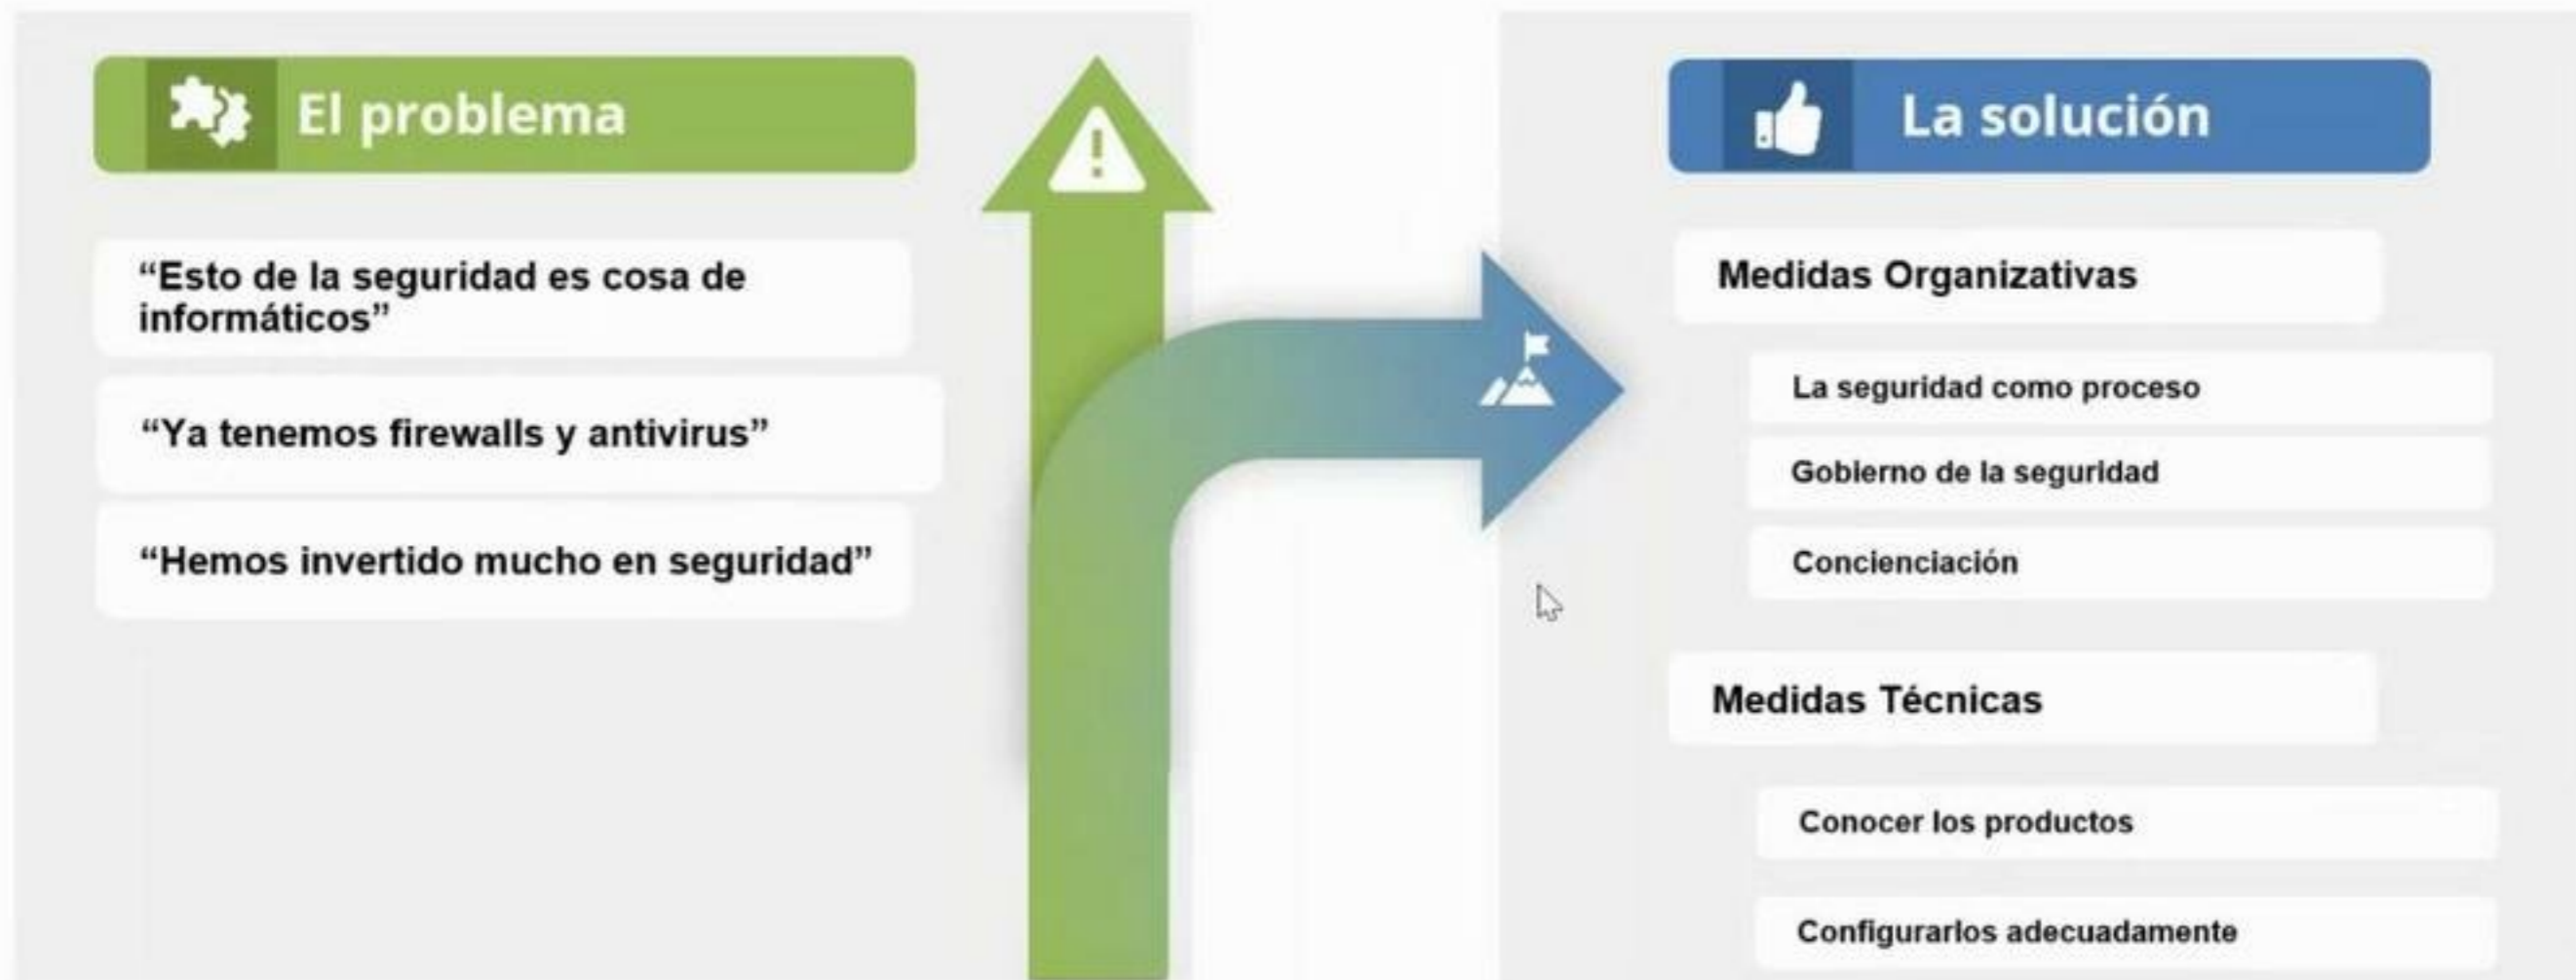 El problema
“Esto de la seguridad es cosa de
informáticos”
“Ya tenemos firewalls y antivirus”
“Hemos invertido mucho en seguridad”
La solución
Medidas Organizativas
La seguridad como proceso
Gobierno de la seguridad
Concienciación
Medidas Técnicas
Conocer los productos
Configurarlos adecuadamente